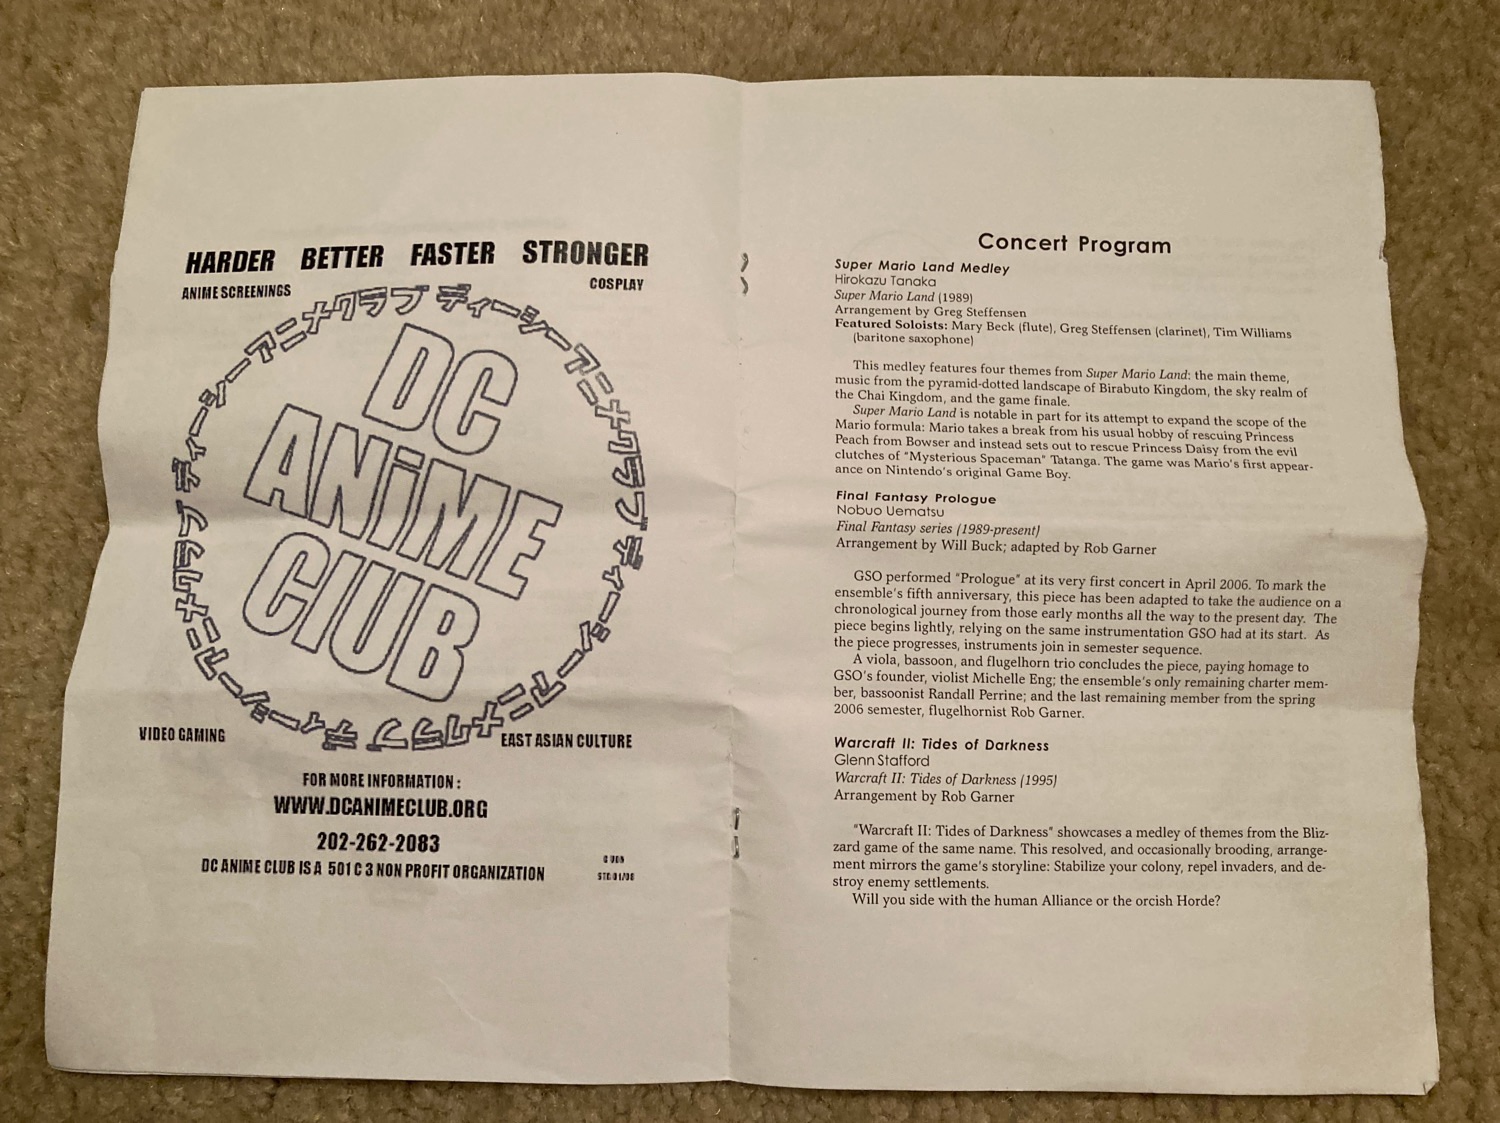 HARDER BETTER FASTER STRONGER
ANIME SCREENINGS
COSPLAY
ディーシーアニメクラブ ディーシーアニメクラブ ディーシーアニメクラブ ディーシーアニメクラブ
DC
ANiME
ClUB
VIDEO GAMING
EAST ASIAN CULTURE
FOR MORE INFORMATION :
WWW.DCANIMECLUB.ORG
202-262-2083
DC ANIME CLUB IS A 501 C 3 NON PROFIT ORGANIZATION
Concert Program
Super Mario Land Medley
Hirokazu Tanaka
Super Mario Land (1989)
Arrangement by Greg Steffensen
Featured Soloists: Mary Beck (flute), Greg Steffensen (clarinet), Tim Williams
(baritone saxophone)
This medley features four themes from Super Mario Land: the main theme,
music from the pyramid-dotted landscape of Birabuto Kingdom, the sky realm of
the Chai Kingdom, and the game finale.
Super Mario Land is notable in part for its attempt to expand the scope of the
Mario formula: Mario takes a break from his usual hobby of rescuing Princess
Peach from Bowser and instead sets out to rescue Princess Daisy from the evil
clutches of "Mysterious Spaceman" Tatanga. The game was Mario's first appear-
ance on Nintendo's original Game Boy.
Final Fantasy Prologue
Nobuo Uematsu
Final Fantasy series (1989-present)
Arrangement by Will Buck; adapted by Rob Garner
GSO performed "Prologue" at its very first concert in April 2006. To mark the
ensemble's fifth anniversary, this piece has been adapted to take the audience on a
chronological journey from those early months all the way to the present day. The
piece begins lightly, relying on the same instrumentation GSO had at its start. As
the piece progresses, instruments join in semester sequence.
A viola, bassoon, and flugelhorn trio concludes the piece, paying homage to
GSO's founder, violist Michelle Eng; the ensemble's only remaining charter mem-
ber, bassoonist Randall Perrine; and the last remaining member from the spring
2006 semester, flugelhornist Rob Garner.
Warcraft II: Tides of Darkness
Glenn Stafford
Warcraft II: Tides of Darkness (1995)
Arrangement by Rob Garner
"Warcraft II: Tides of Darkness" showcases a medley of themes from the Bliz-
zard game of the same name. This resolved, and occasionally brooding, arrange-
ment mirrors the game's storyline: Stabilize your colony, repel invaders, and de-
stroy enemy settlements.
Will you side with the human Alliance or the orcish Horde?